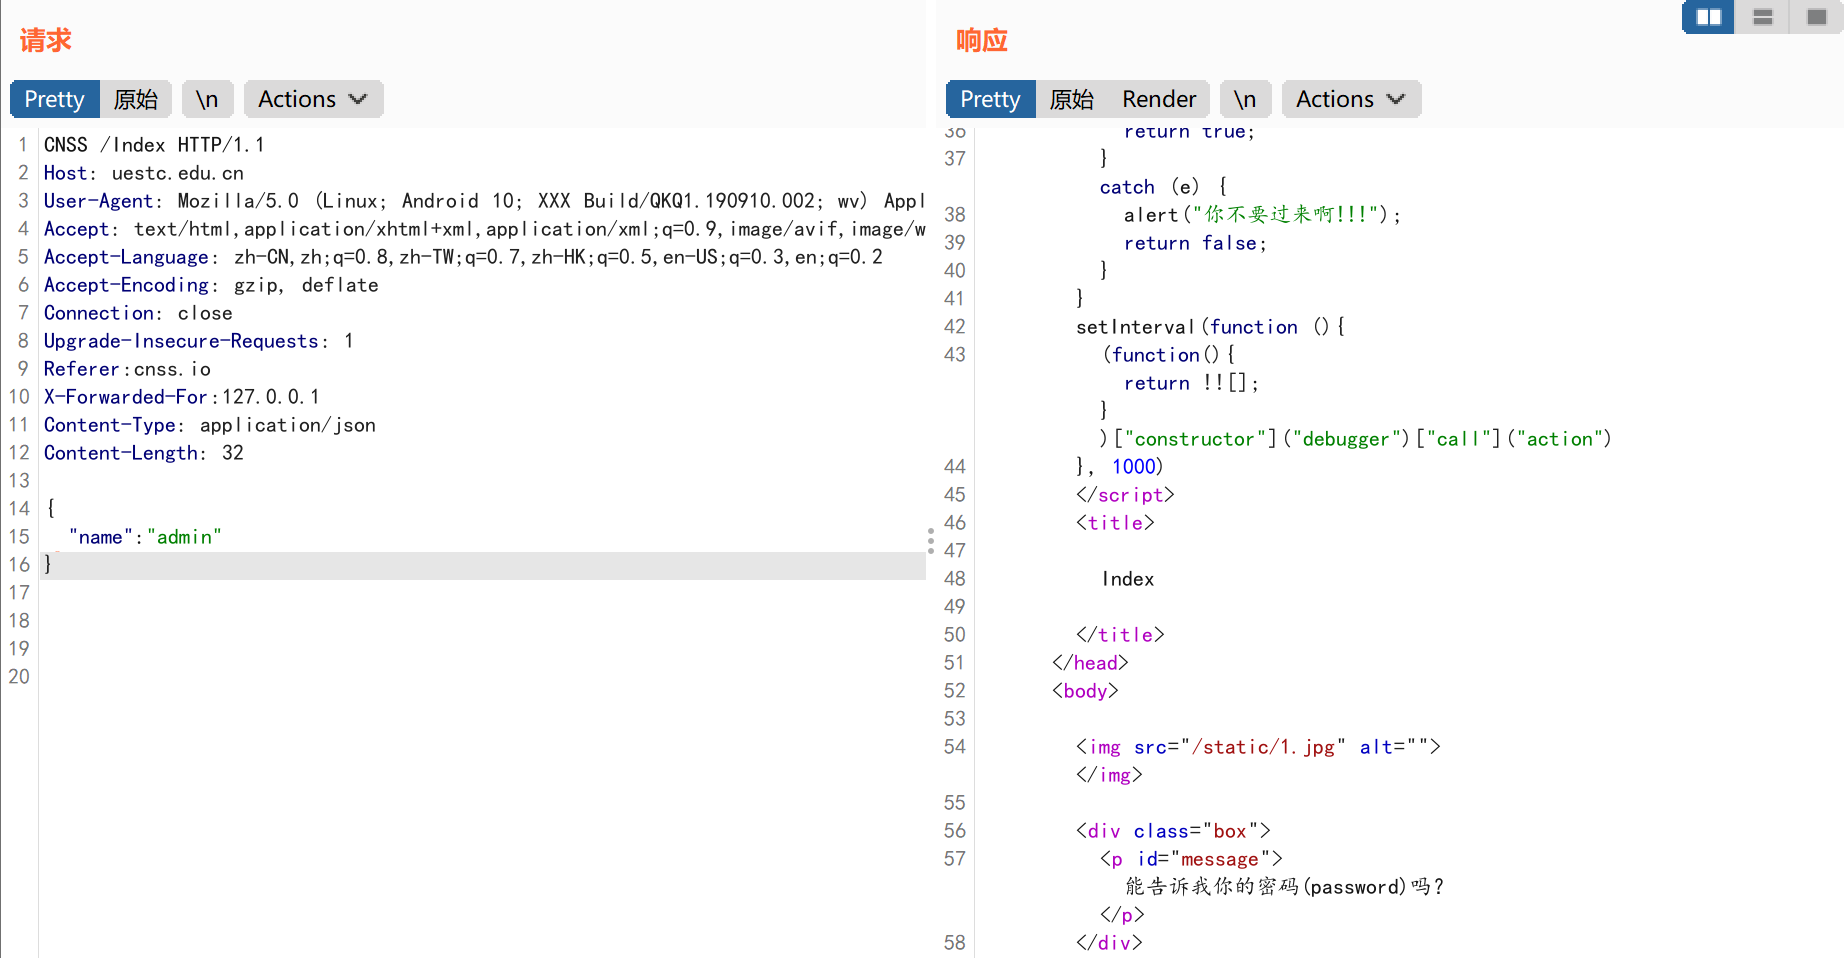 请求
Pretty 原始 \n Actions
1 CNSS /Index HTTP/1.1
2 Host: uestc.edu.cn
3 User-Agent: Mozilla/5.0 (Linux; Android 10; XXX Build/QKQ1.190910.002; wv) Appl
4 Accept: text/html,application/xhtml+xml,application/xml;q=0.9,image/avif,image/w
5 Accept-Language: zh-CN,zh;q=0.8,zh-TW;q=0.7,zh-HK;q=0.5,en-US;q=0.3,en;q=0.2
6 Accept-Encoding: gzip, deflate
7 Connection: close
8 Upgrade-Insecure-Requests: 1
9 Referer:cnss.io
10 X-Forwarded-For:127.0.0.1
11 Content-Type: application/json
12 Content-Length: 32
13
14 {
15 "name":"admin"
16 }
17
18
19
20
响应
Pretty 原始 Render \n Actions
36 return true;
37 }
catch (e) {
38 alert("你不要过来啊!!!");
39 return false;
40 }
41 }
42 setInterval(function (){
43 (function(){
return !![];
}
)["constructor"]("debugger")["call"]("action")
44 }, 1000)
45 </script>
46 <title>
47
48 Index
49
50 </title>
51 </head>
52 <body>
53
54 <img src="/static/1.jpg" alt="">
</img>
55
56 <div class="box">
57 <p id="message">
能告诉我你的密码(password)吗？
</p>
58 </div>